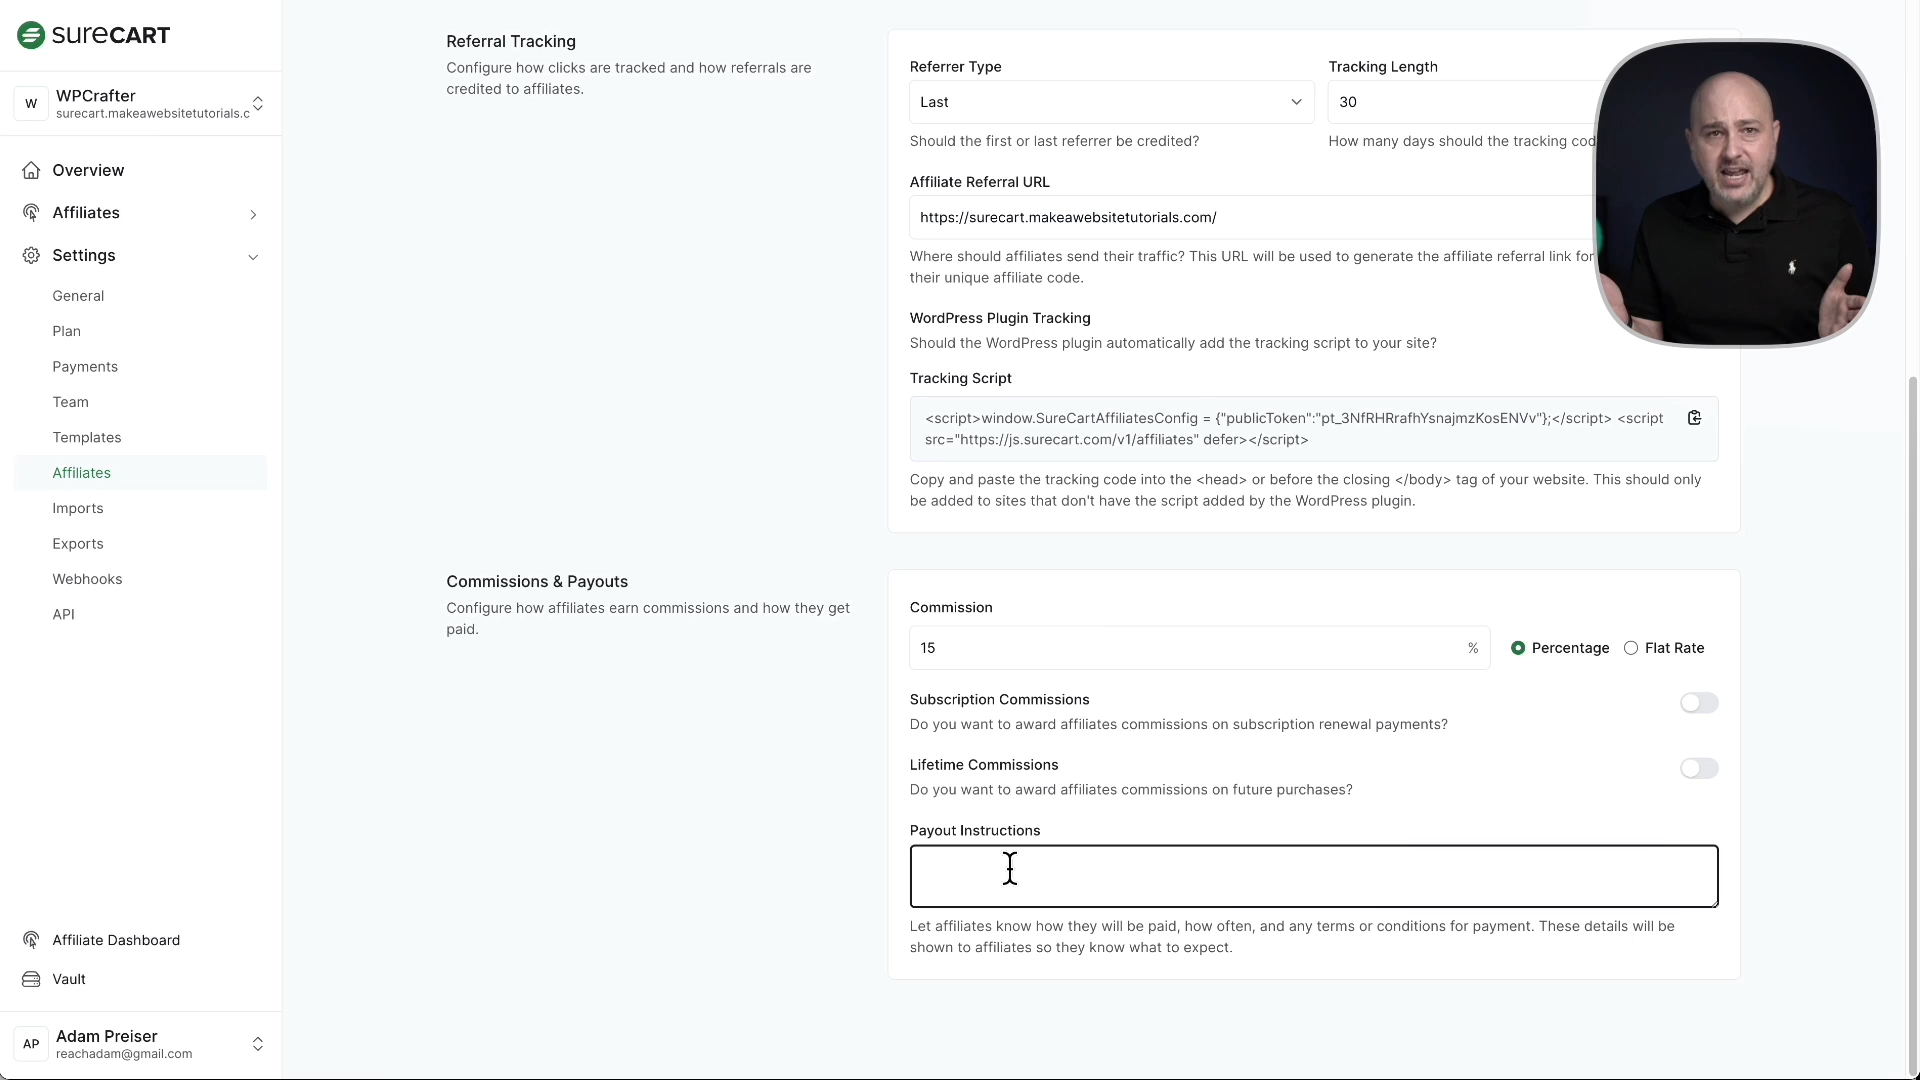 SURECART
W
WPCrafter
surecart.makeawebsitetutorials.c
Overview
Affiliates
Settings
General
Plan
Payments
Team
Templates
Affiliates
Imports
Exports
Webhooks
API
Affiliate Dashboard
Vault
AP
Adam Preiser
reachadam@gmail.com
Referral Tracking
Configure how clicks are tracked and how referrals are
credited to affiliates.
Referrer Type
Last
Should the first or last referrer be credited?
Tracking Length
30
How many days should the tracking coo
Affiliate Referral URL
https://surecart.makeawebsitetutorials.com/
Where should affiliates send their traffic? This URL will be used to generate the affiliate referral link for
their unique affiliate code.
WordPress Plugin Tracking
Should the WordPress plugin automatically add the tracking script to your site?
Tracking Script
<script>window.SureCartAffiliatesConfig = {"publicToken":"pt_3NfRHRrafhYsnajmzKosENVv"};</script> <script
src="https://js.surecart.com/v1/affiliates" defer></script>
Copy and paste the tracking code into the <head> or before the closing </body> tag of your website. This should only
be added to sites that don't have the script added by the WordPress plugin.
Commissions & Payouts
Configure how affiliates earn commissions and how they get
paid.
Commission
15 %
Percentage
Flat Rate
Subscription Commissions
Do you want to award affiliates commissions on subscription renewal payments?
Lifetime Commissions
Do you want to award affiliates commissions on future purchases?
Payout Instructions
Let affiliates know how they will be paid, how often, and any terms or conditions for payment. These details will be
shown to affiliates so they know what to expect.